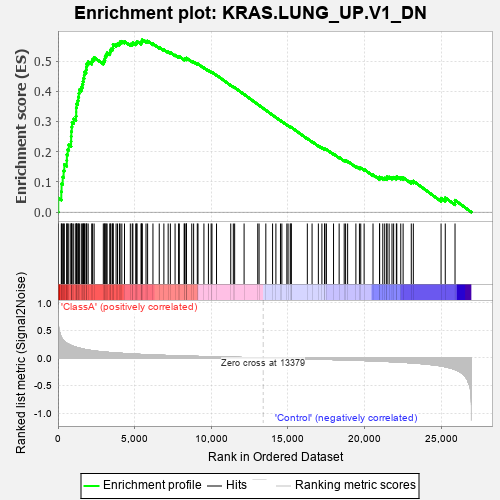 Enrichment plot: KRAS.LUNG_UP.V1_DN
Enrichment score (ES)
0.5
0.4
0.3
0.2
0.1
0.0
'ClassA' (positively correlated)
Ranked list metric (Signal2Noise)
1.0
0.5
0.0
-0.5
-1.0
Zero cross at 13379
'Control' (negatively correlated)
0 5,000 10,000 15,000 20,000 25,000
Rank in Ordered Dataset
Enrichment profile Hits Ranking metric scores